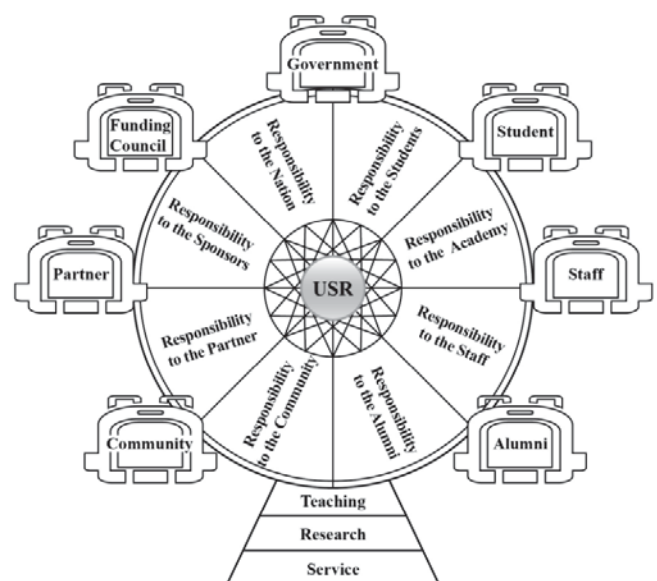 Government
Funding
Council
Student
Responsibility
to the Nation
Responsibility
to the Students
Responsibility
to the Sponsors
Responsibility
to the Academy
Partner
USR
Staff
Responsibility
to the Partner
Responsibility
to the Staff
Responsibility
to the Community
Responsibility
to the Alumni
Community
Alumni
Teaching
Research
Service